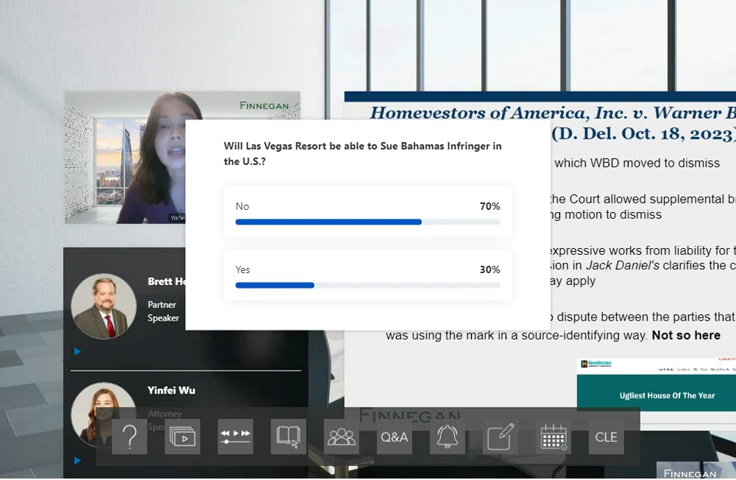 FINNEGAN
Yinfei
Homevestors of America, Inc. v. Warner B
(D. Del. Oct. 18, 2023)
which WBD moved to dismiss
the Court allowed supplemental b
ng motion to dismiss
expressive works from liability for t
ion in Jack Daniel's clarifies the c
ay apply
o dispute between the parties that
was using the mark in a source-identifying way. Not so here
Will Las Vegas Resort be able to Sue Bahamas Infringer in
the U.S.?
No 70%
Yes 30%
Brett He
Partner
Speaker
Yinfei Wu
Attorney
Spea
Ugliest House Of The Year
FINNEGAN
?
Q&A
CLE
FINNEGAN